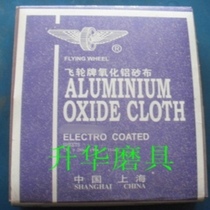 ®
FLYING WHEEL
飞轮牌氧化铝砂布
ALUMINIUM
OXIDE CLOTH
ELECTRO COATED
升华磨具
中国 上海
SHANGHAI CHINA